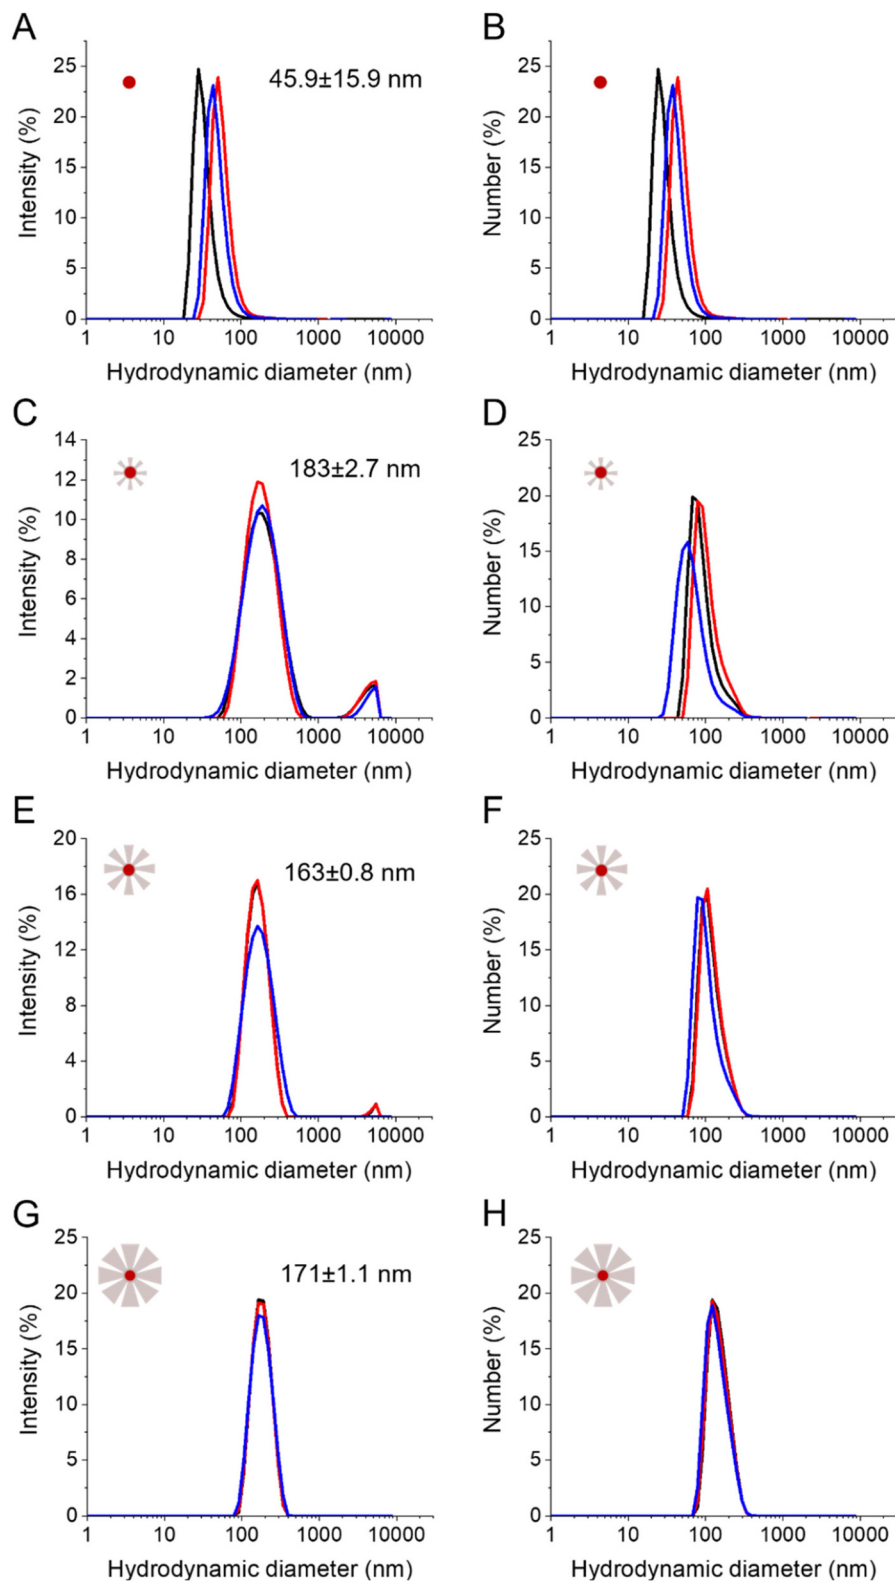 A
Intensity (%)
25
20
15
10
5
0
45.9±15.9 nm
1 10 100 1000 10000
Hydrodynamic diameter (nm)
B
Number (%)
25
20
15
10
5
0
1 10 100 1000 10000
Hydrodynamic diameter (nm)
C
Intensity (%)
14
12
10
8
6
4
2
0
183±2.7 nm
1 10 100 1000 10000
Hydrodynamic diameter (nm)
D
Number (%)
25
20
15
10
5
0
1 10 100 1000 10000
Hydrodynamic diameter (nm)
E
Intensity (%)
20
16
12
8
4
0
163±0.8 nm
1 10 100 1000 10000
Hydrodynamic diameter (nm)
F
Number (%)
25
20
15
10
5
0
1 10 100 1000 10000
Hydrodynamic diameter (nm)
G
Intensity (%)
25
20
15
10
5
0
171±1.1 nm
1 10 100 1000 10000
Hydrodynamic diameter (nm)
H
Number (%)
25
20
15
10
5
0
1 10 100 1000 10000
Hydrodynamic diameter (nm)